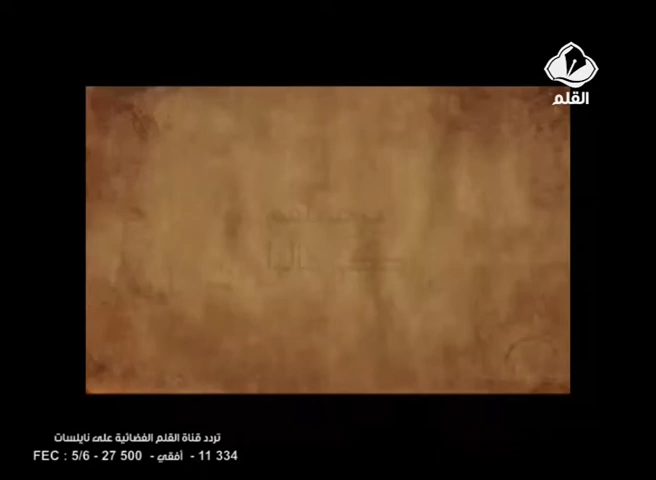 القلم
تردد قناة القلم الفضائية على نايلسات
FEC : 5/6 - 27 500 - أفقي - 11 334